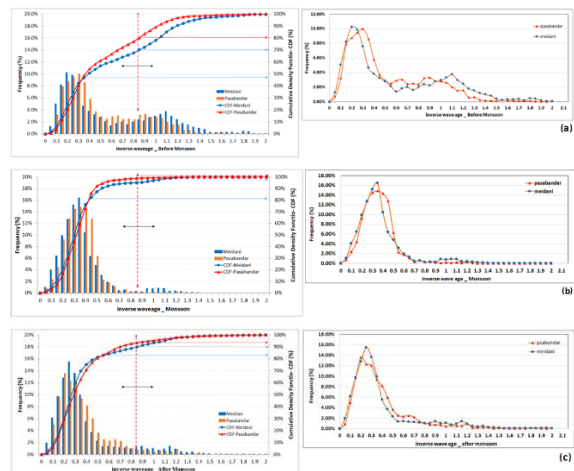 20.0%
18.0%
16.0%
14.0%
12.0%
10.0%
8.0%
6.0%
4.0%
2.0%
0.0%
Frequency (%)
100%
90%
80%
70%
60%
50%
40%
30%
20%
10%
0%
Cumulative Density Function- CDF (%)
Meidani
Pasabandar
CDF-Meidani
CDF-Pasabandar
0 0.1 0.2 0.3 0.4 0.5 0.6 0.7 0.8 0.9 1 1.1 1.2 1.3 1.4 1.5 1.6 1.7 1.8 1.9 2
Inverse waveage _ Before Monsoon
12.00%
10.00%
8.00%
6.00%
4.00%
2.00%
0.00%
Frequency (%)
pasabandar
meidani
0 0.1 0.2 0.3 0.4 0.5 0.6 0.7 0.8 0.9 1 1.1 1.2 1.3 1.4 1.5 1.6 1.7 1.8 1.9 2 2.1
Inverse wave age _ Before Monsoon
(a)
20%
18%
16%
14%
12%
10%
8%
6%
4%
2%
0%
Frequency (%)
100%
90%
80%
70%
60%
50%
40%
30%
20%
10%
0%
Cumulative Density Functio- CDF (%)
Meidani
Pasabandar
CDF-Meidani
CDF-Pasabandar
0 0.1 0.2 0.3 0.4 0.5 0.6 0.7 0.8 0.9 1 1.1 1.2 1.3 1.4 1.5 1.6 1.7 1.8 1.9 2
Inverse waveage _ Monsoon
18.00%
16.00%
14.00%
12.00%
10.00%
8.00%
6.00%
4.00%
2.00%
0.00%
Frequency (%)
pasabandar
meidani
0 0.1 0.2 0.3 0.4 0.5 0.6 0.7 0.8 0.9 1 1.1 1.2 1.3 1.4 1.5 1.6 1.7 1.8 1.9 2 2.1
Inverse wave age _ Monsoon
(b)
20%
18%
16%
14%
12%
10%
8%
6%
4%
2%
0%
Frequency (%)
100%
90%
80%
70%
60%
50%
40%
30%
20%
10%
0%
Cumulative Density Functio- CDF (%)
Meidani
Pasabandar
CDF-Meidani
CDF-Pasabandar
0 0.1 0.2 0.3 0.4 0.5 0.6 0.7 0.8 0.9 1 1.1 1.2 1.3 1.4 1.5 1.6 1.7 1.8 1.9 2
Inverse waveage _ After Monsoon
18.00%
16.00%
14.00%
12.00%
10.00%
8.00%
6.00%
4.00%
2.00%
0.00%
Frequency (%)
meidani
0 0.1 0.2 0.3 0.4 0.5 0.6 0.7 0.8 0.9 1 1.1 1.2 1.3 1.4 1.5 1.6 1.7 1.8 1.9 2 2.1
Inverse wave age _ after monsoon
(c)